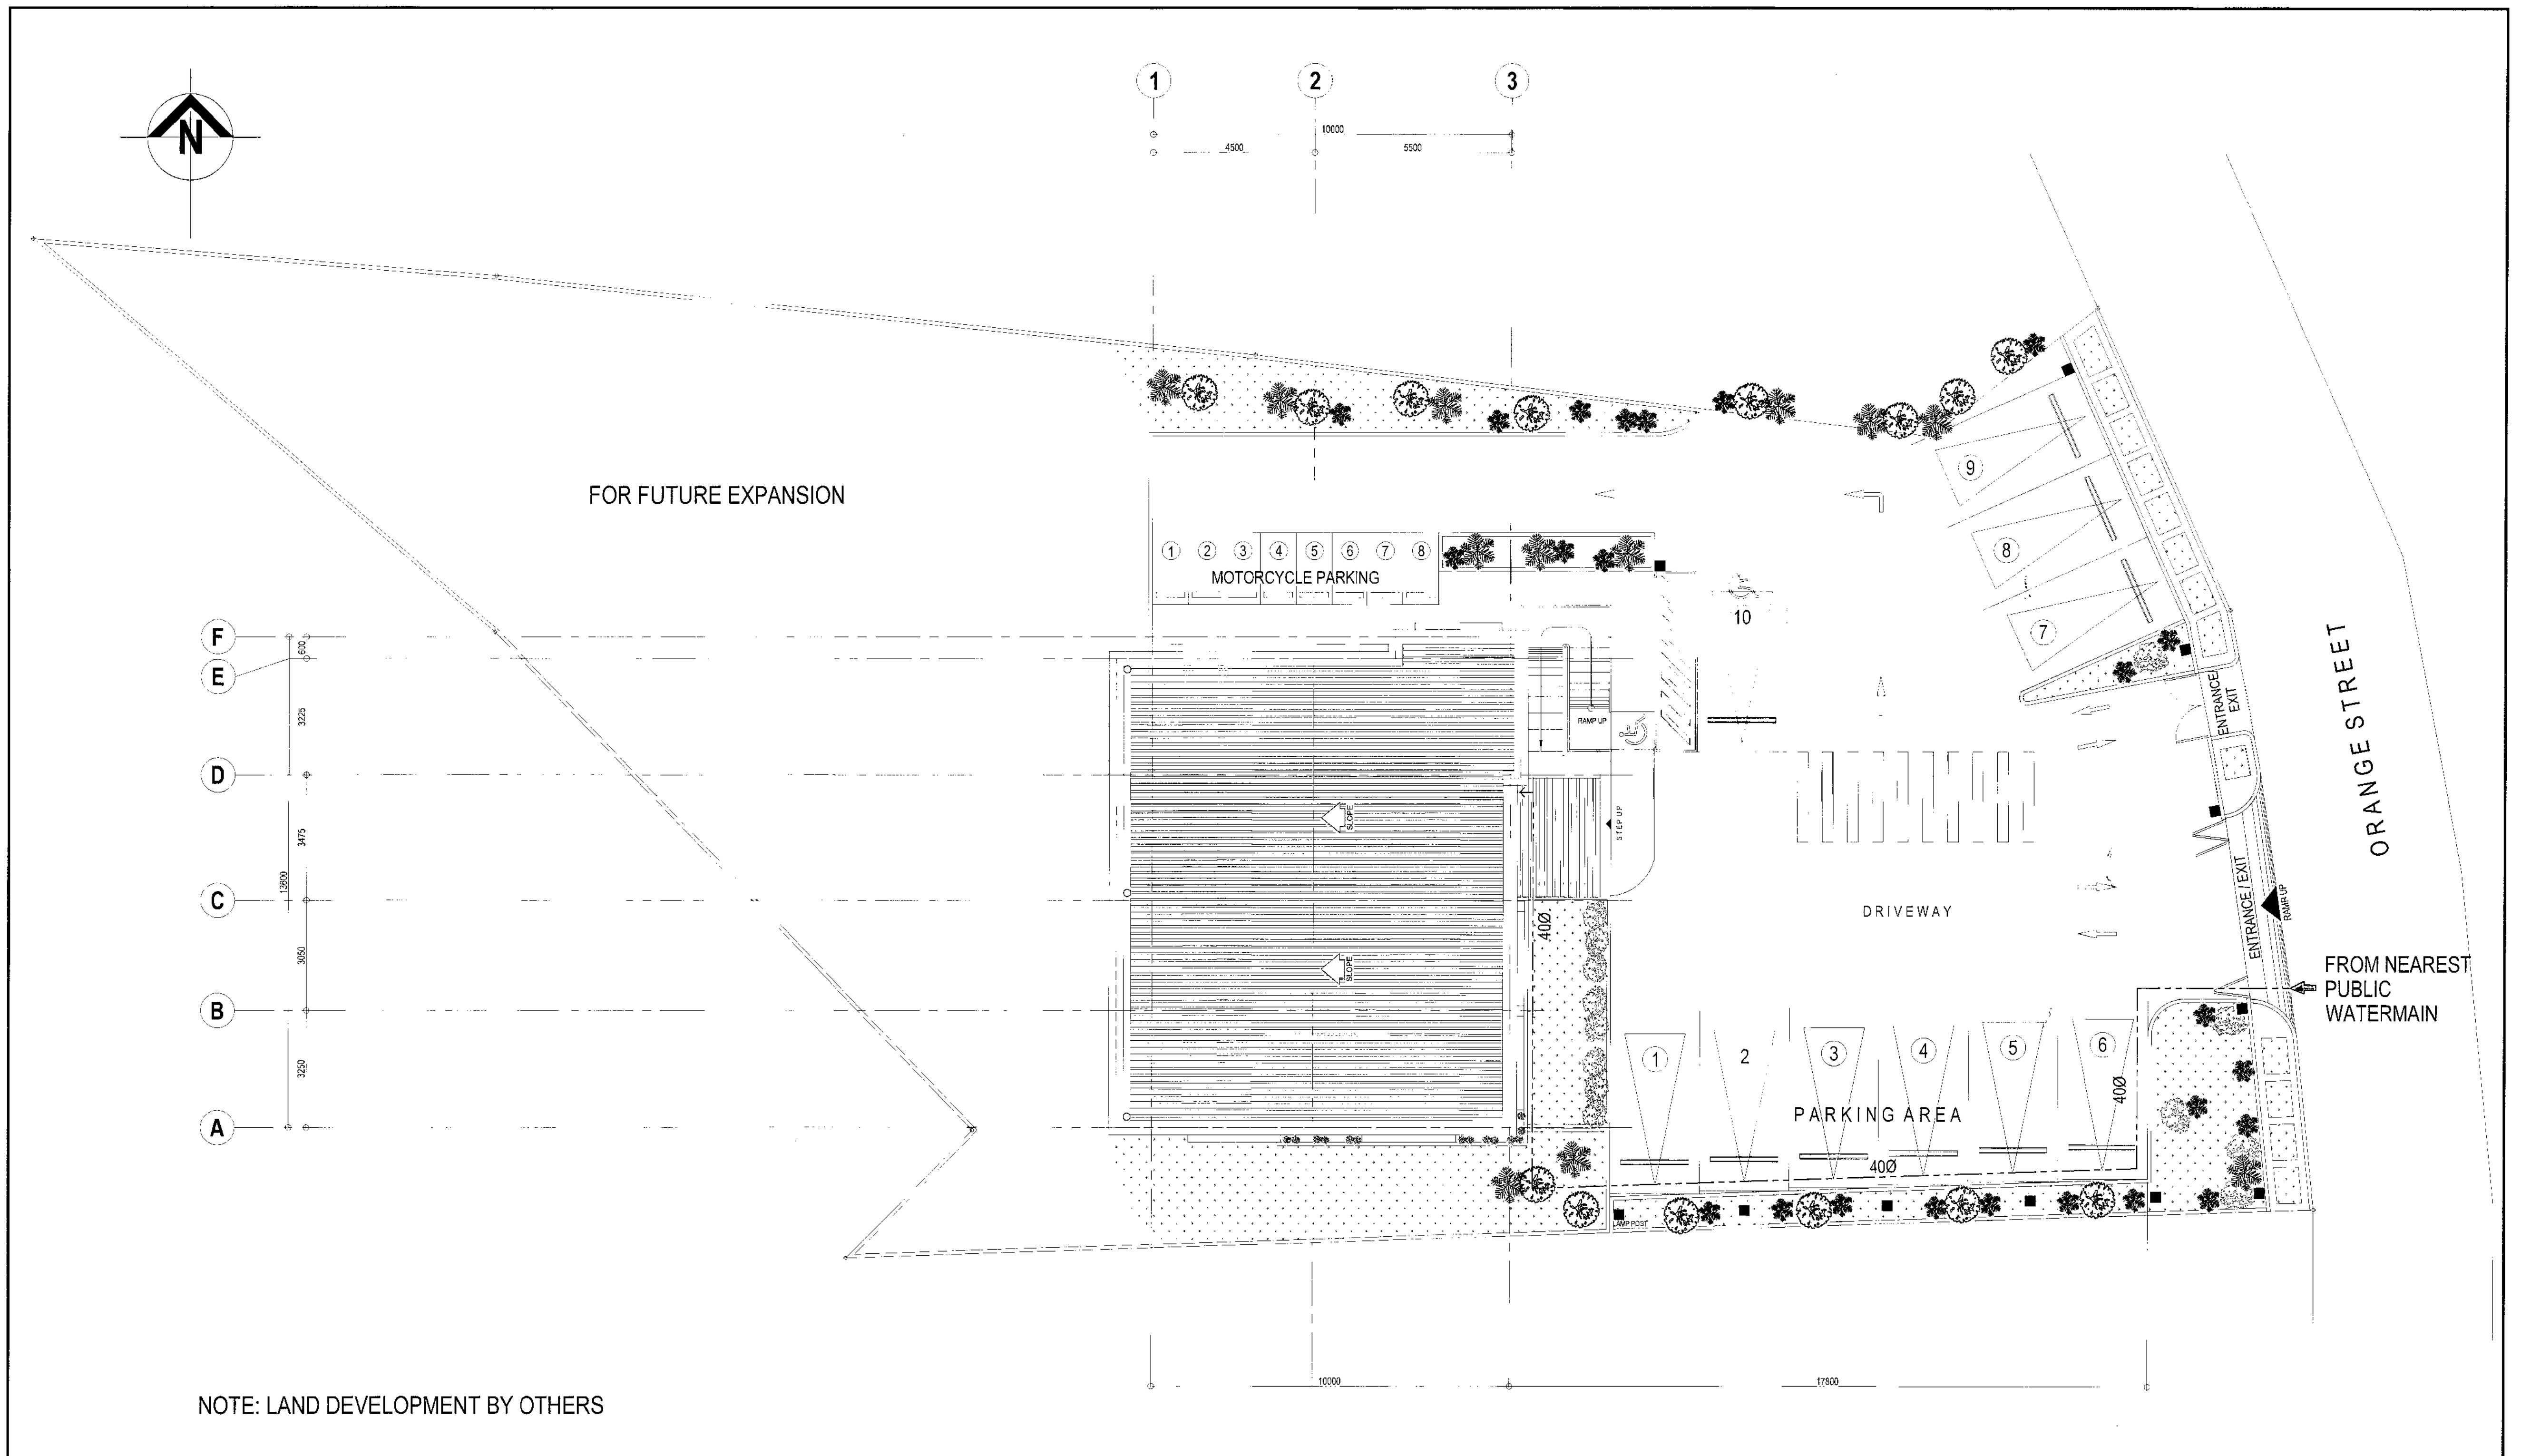 N
1
2
3
10000
4500
5500
FOR FUTURE EXPANSION
9
8
7
1
2
3
4
5
6
7
8
MOTORCYCLE PARKING
10
F
E
D
C
B
A
600
3225
3475
13600
3050
3250
RAMP UP
SLOPE
SLOPE
STEP UP
ENTRANCE/
EXIT
ENTRANCE / EXIT
RAMP UP
ORANGE STREET
DRIVEWAY
40Ø
FROM NEAREST
PUBLIC
WATERMAIN
1
2
3
4
5
6
40Ø
PARKING AREA
40Ø
LAMP POST
10000
17800
NOTE: LAND DEVELOPMENT BY OTHERS